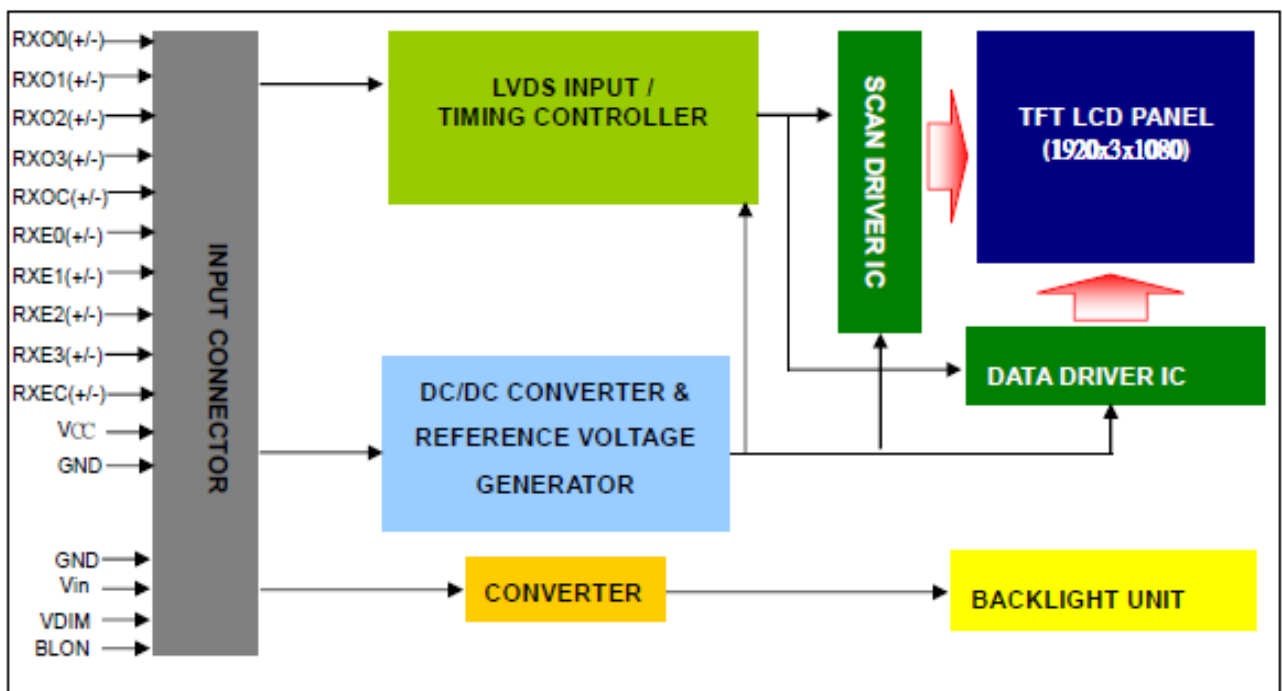 RXO0(+/-)
RXO1(+/-)
RXO2(+/-)
RXO3(+/-)
RXOC(+/-)
RXE0(+/-)
RXE1(+/-)
RXE2(+/-)
RXE3(+/-)
RXEC(+/-)
VCC
GND
GND
Vin
VDIM
BLON
INPUT CONNECTOR
LVDS INPUT /
TIMING CONTROLLER
DC/DC CONVERTER &
REFERENCE VOLTAGE
GENERATOR
CONVERTER
SCAN DRIVER IC
TFT LCD PANEL
(1920x3x1080)
DATA DRIVER IC
BACKLIGHT UNIT